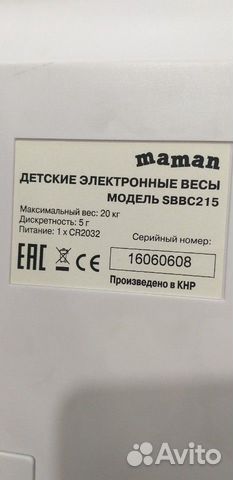 maman
ДЕТСКИЕ ЭЛЕКТРОННЫЕ ВЕСЫ
МОДЕЛЬ SBBC215
Максимальный вес: 20 кг
Дискретность: 5 г
Питание: 1 x CR2032
Серийный номер:
16060608
EAC CE
Произведено в КНР
Avito